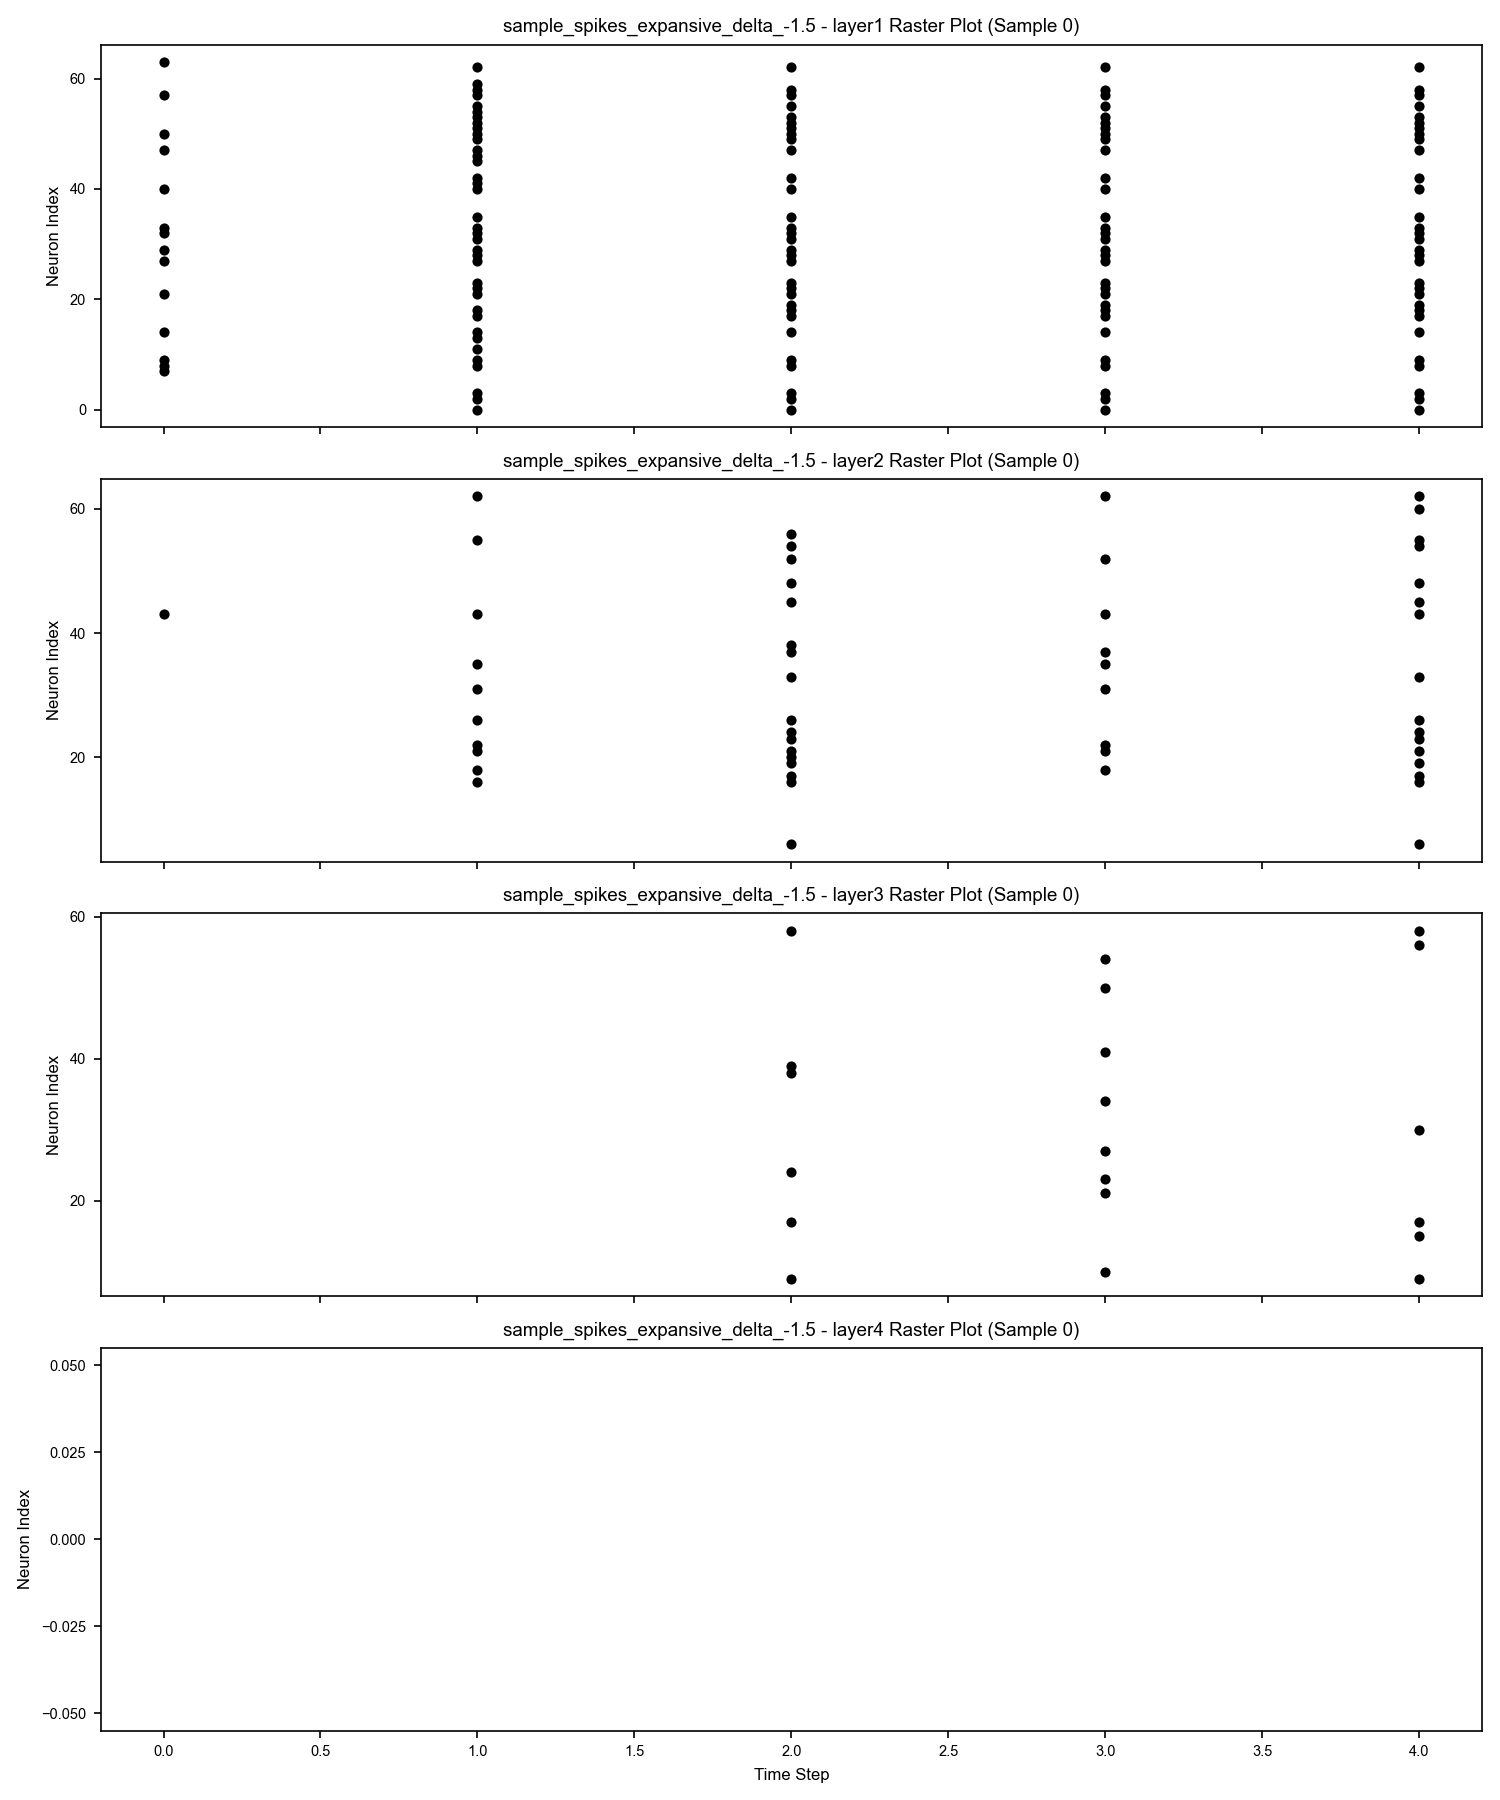 sample_spikes_expansive_delta_-1.5 - layer1 Raster Plot (Sample 0)
60
40
20
0
Neuron Index
sample_spikes_expansive_delta_-1.5 - layer2 Raster Plot (Sample 0)
60
40
20
Neuron Index
sample_spikes_expansive_delta_-1.5 - layer3 Raster Plot (Sample 0)
60
40
20
Neuron Index
sample_spikes_expansive_delta_-1.5 - layer4 Raster Plot (Sample 0)
0.050
0.025
0.000
−0.025
−0.050
Neuron Index
0.0 0.5 1.0 1.5 2.0 2.5 3.0 3.5 4.0
Time Step